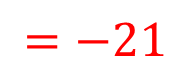 = −21